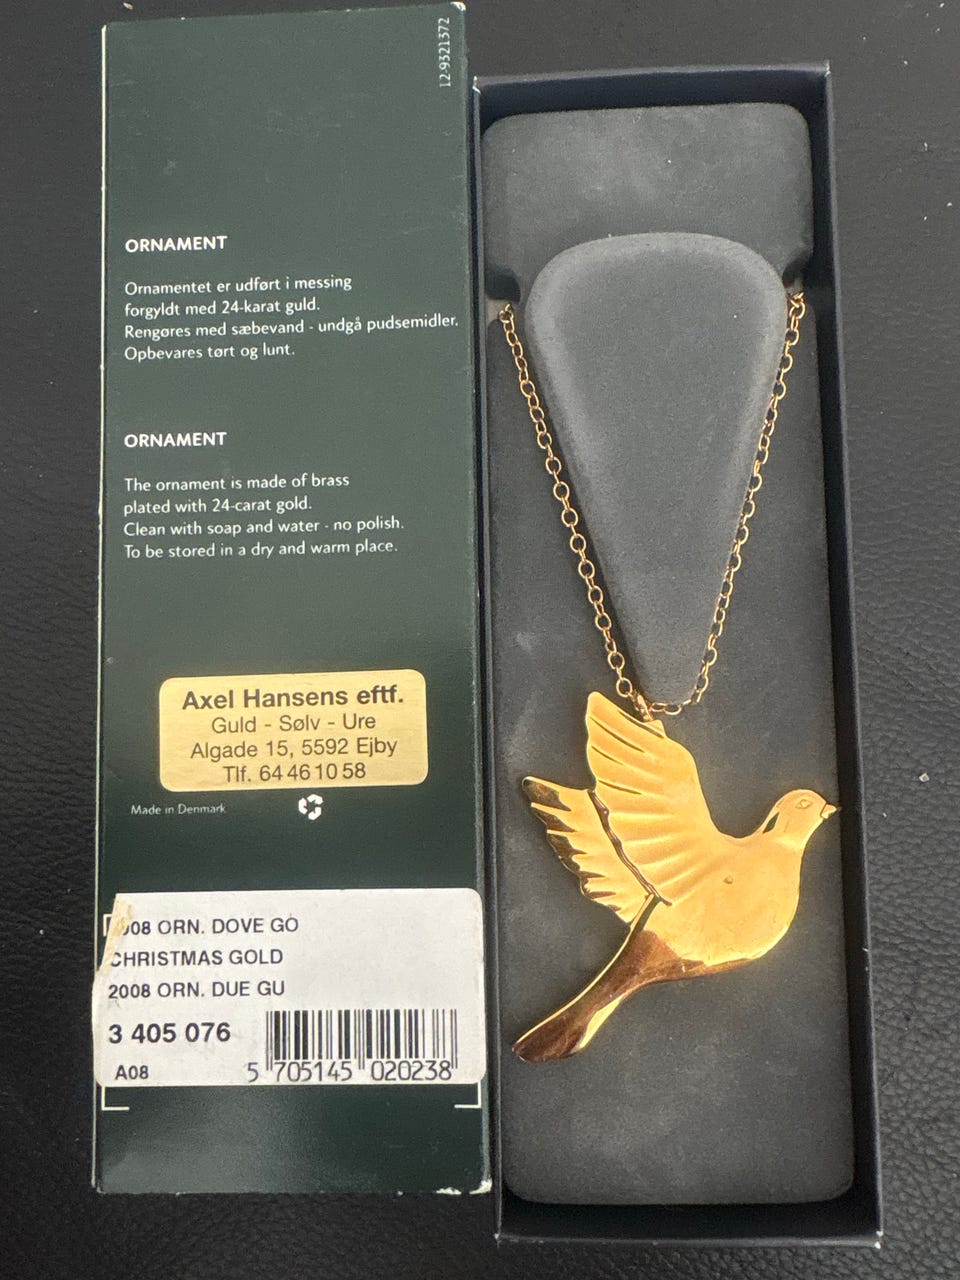 12-9321372
ORNAMENT
Ornamentet er udført i messing
forgyldt med 24-karat guld.
Rengøres med sæbevand - undgå pudsemidler.
Opbevares tørt og lunt.
ORNAMENT
The ornament is made of brass
plated with 24-carat gold.
Clean with soap and water - no polish.
To be stored in a dry and warm place.
Axel Hansens eftf.
Guld - Sølv - Ure
Algade 15, 5592 Ejby
Tlf. 64 46 10 58
Made in Denmark
08 ORN. DOVE GO
CHRISTMAS GOLD
2008 ORN. DUE GU
3 405 076
A08
5 705145 020238